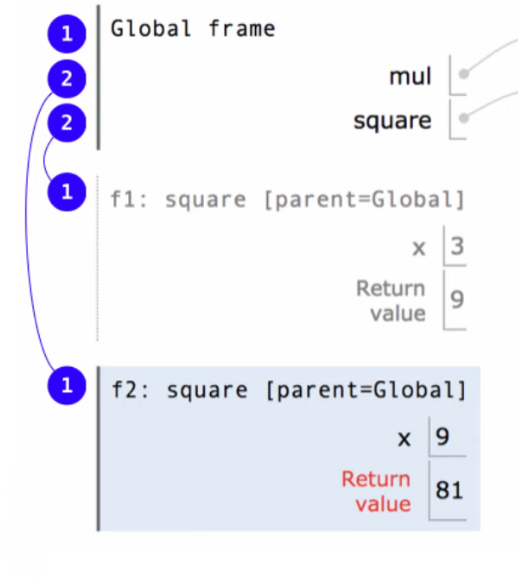 1 Global frame
2 mul
2 square
1 f1: square [parent=Global]
x 3
Return
value 9
1 f2: square [parent=Global]
x 9
Return
value 81